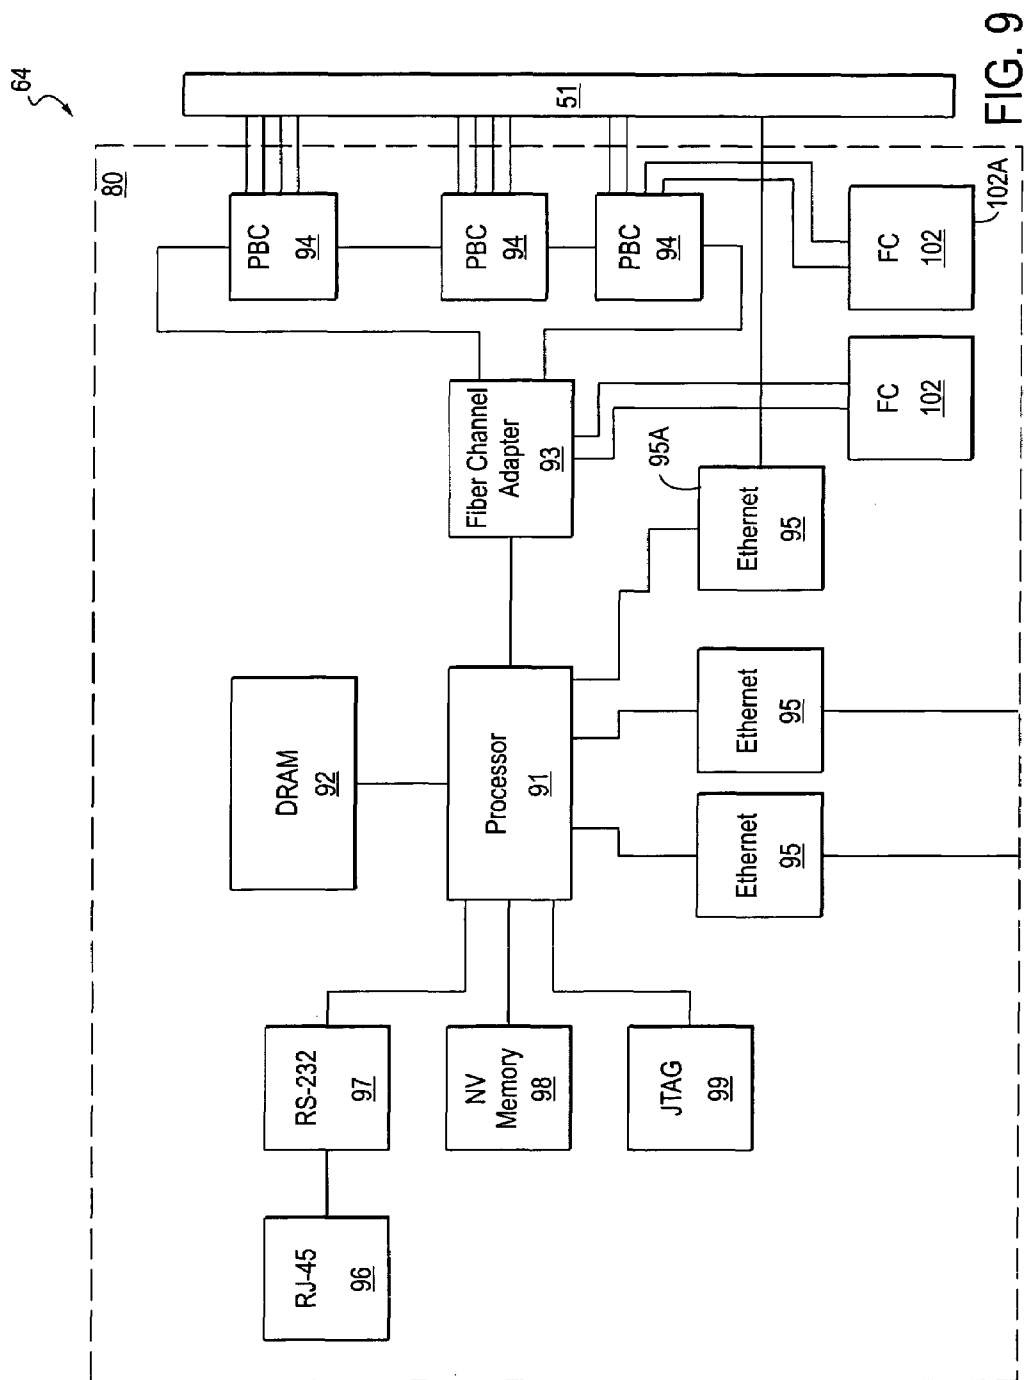 FIG. 9
64
80
51
PBC
94
PBC
94
PBC
94
FC
102
102A
FC
102
Fiber Channel
Adapter
93
95A
Ethernet
95
DRAM
92
Processor
91
Ethernet
95
Ethernet
95
RS-232
97
NV
Memory
98
JTAG
99
RJ-45
96